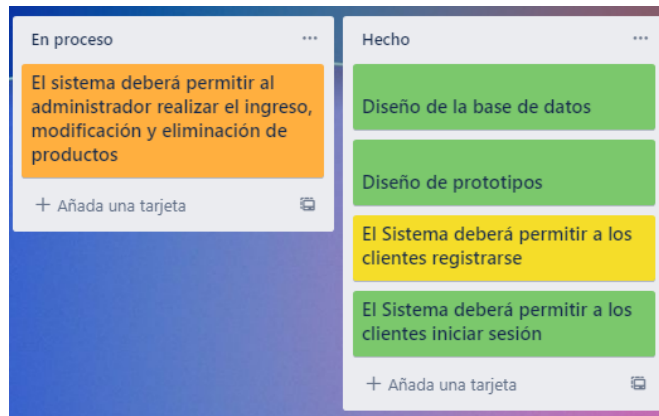 En proceso
El sistema deberá permitir al
administrador realizar el ingreso,
modificación y eliminación de
productos
+ Añada una tarjeta
Hecho
Diseño de la base de datos
Diseño de prototipos
El Sistema deberá permitir a los
clientes registrarse
El Sistema deberá permitir a los
clientes iniciar sesión
+ Añada una tarjeta